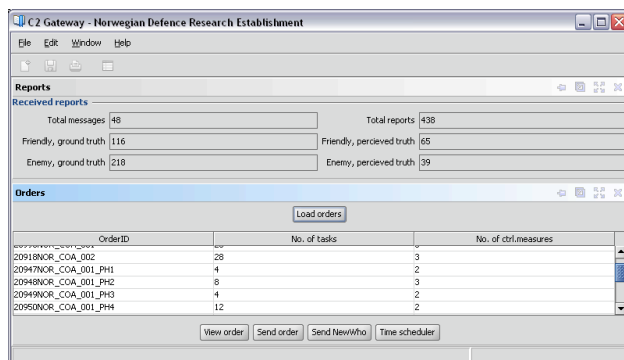 C2 Gateway - Norwegian Defence Research Establishment
File Edit Window Help
Reports
Received reports
Total messages 48 Total reports 438
Friendly, ground truth 116 Friendly, percieved truth 65
Enemy, ground truth 218 Enemy, percieved truth 39
Orders
Load orders
OrderID No. of tasks No. of ctrl.measures
20918NOR_COA_002 28 3
20947NOR_COA_001_PH1 4 2
20948NOR_COA_001_PH2 8 3
20949NOR_COA_001_PH3 4 2
20950NOR_COA_001_PH4 12 2
View order Send order Send NewWho Time scheduler